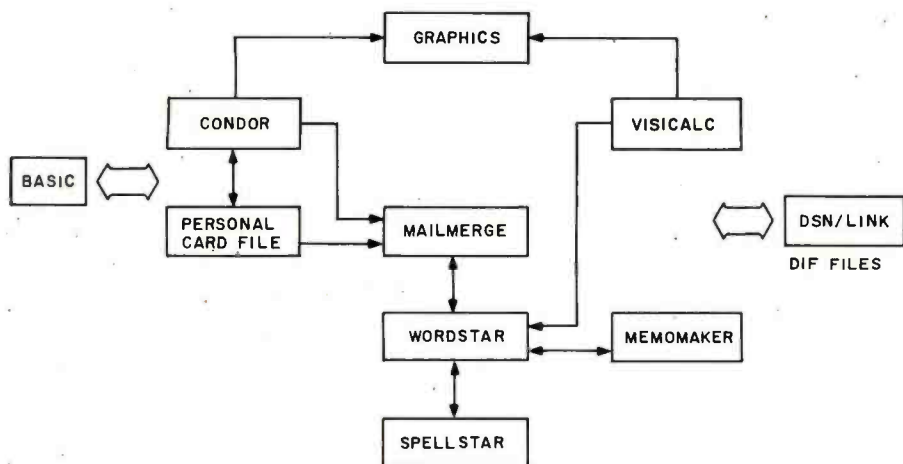 GRAPHICS
CONDOR
VISICALC
BASIC
PERSONAL
CARD FILE
MAILMERGE
DSN/LINK
DIF FILES
WORDSTAR
MEMOMAKER
SPELLSTAR